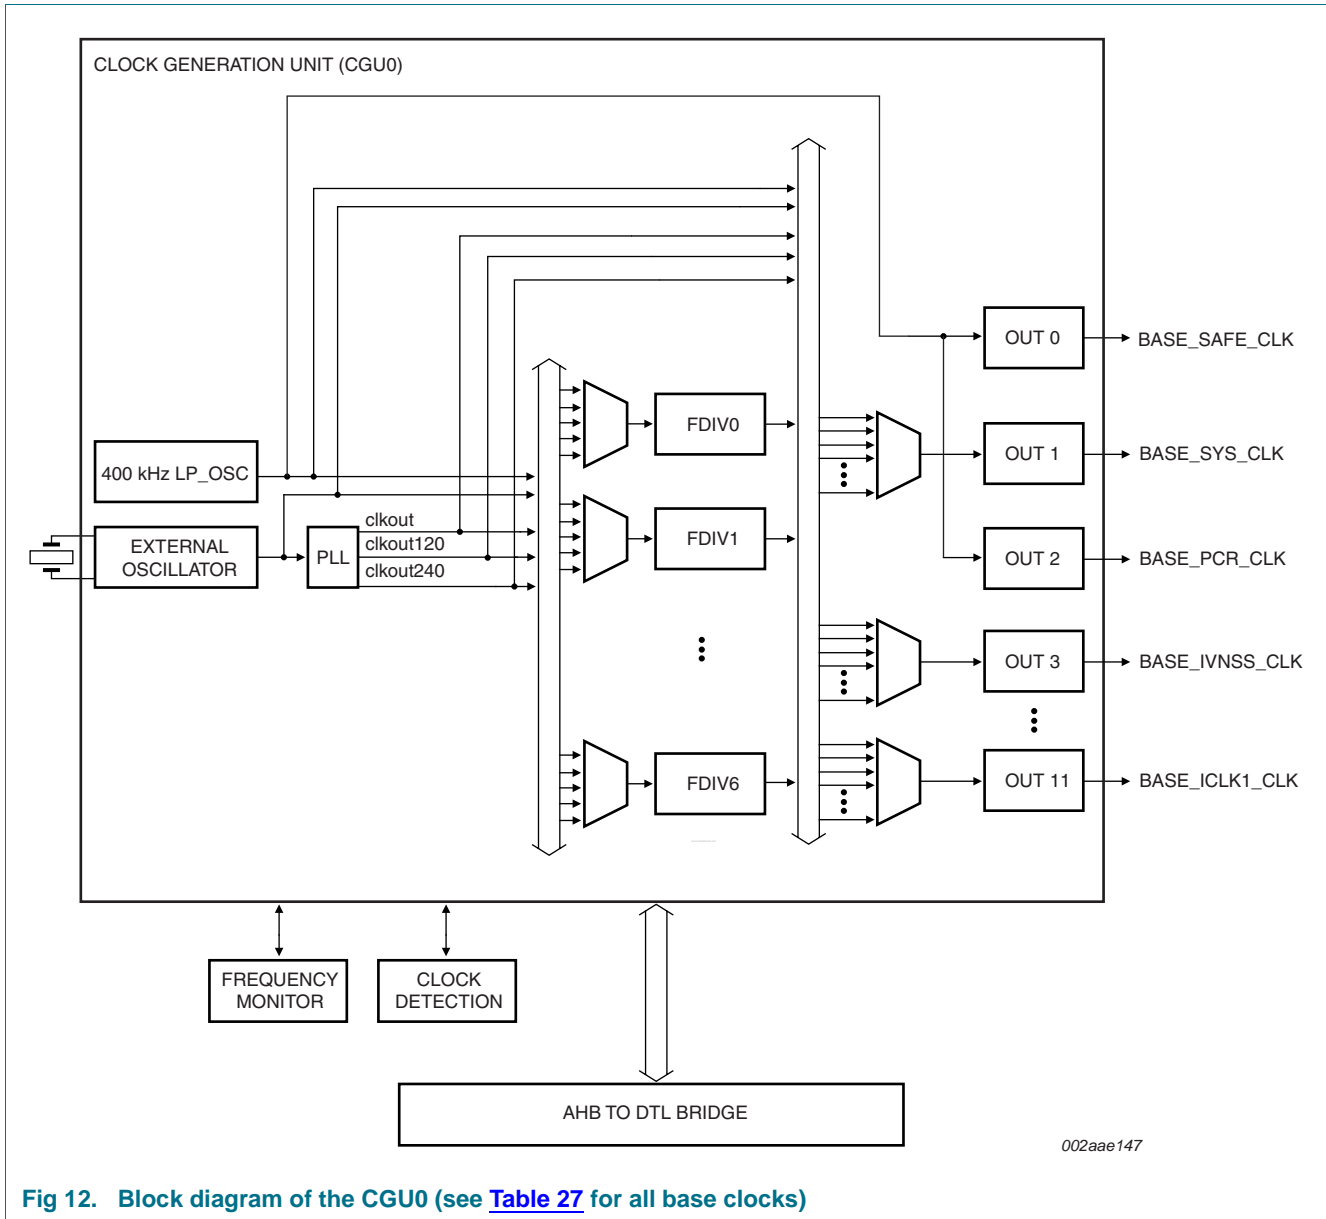 CLOCK GENERATION UNIT (CGU0)
400 kHz LP_OSC
EXTERNAL
OSCILLATOR
PLL
clkout
clkout120
clkout240
FDIV0
FDIV1
FDIV6
OUT 0
BASE_SAFE_CLK
OUT 1
BASE_SYS_CLK
OUT 2
BASE_PCR_CLK
OUT 3
BASE_IVNSS_CLK
OUT 11
BASE_ICLK1_CLK
FREQUENCY
MONITOR
CLOCK
DETECTION
AHB TO DTL BRIDGE
002aae147
Fig 12. Block diagram of the CGU0 (see Table 27 for all base clocks)